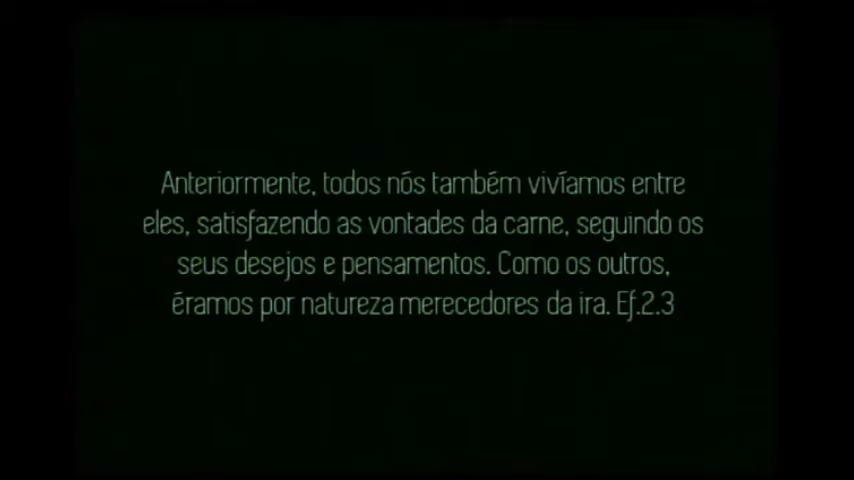 Anteriormente, todos nós também vivíamos entre
eles, satisfazendo as vontades da carne, seguindo os
seus desejos e pensamentos. Como os outros,
éramos por natureza merecedores da ira. Ef.2.3